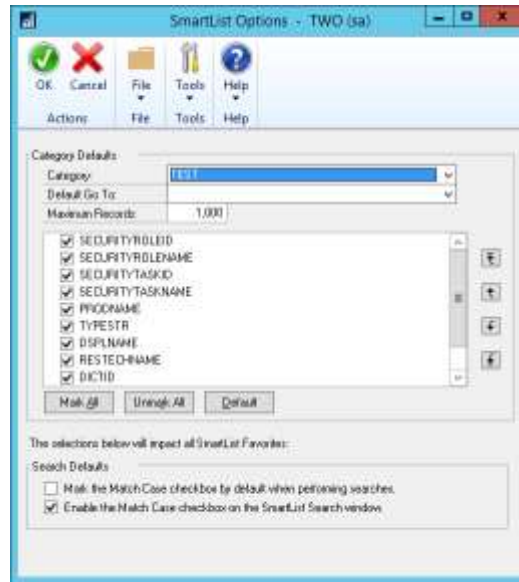 SmartList Options - TWO (sa)
OK Cancel File Tools Help
Actions File Tools Help
Category Defaults
Category: TEST
Default Go To:
Maximum Records: 1,000
SECURITYROLEID
SECURITYROLENAME
SECURITYTASKID
SECURITYTASKNAME
PRODNAME
TYPESTR
DSPLNAME
RESTECHNAME
DICTID
Mark All Unmark All Default
The selections below will impact all SmartList Favorites:
Search Defaults
Mark the Match Case checkbox by default when performing searches.
Enable the Match Case checkbox on the SmartList Search window.